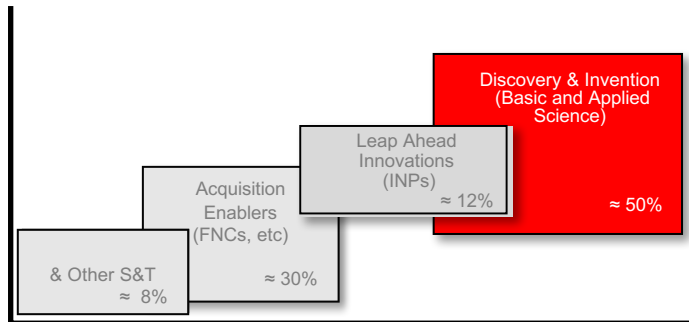 Discovery & Invention
(Basic and Applied
Science)
≈ 50%
Leap Ahead
Innovations
(INPs)
≈ 12%
Acquisition
Enablers
(FNCs, etc)
≈ 30%
& Other S&T
≈ 8%